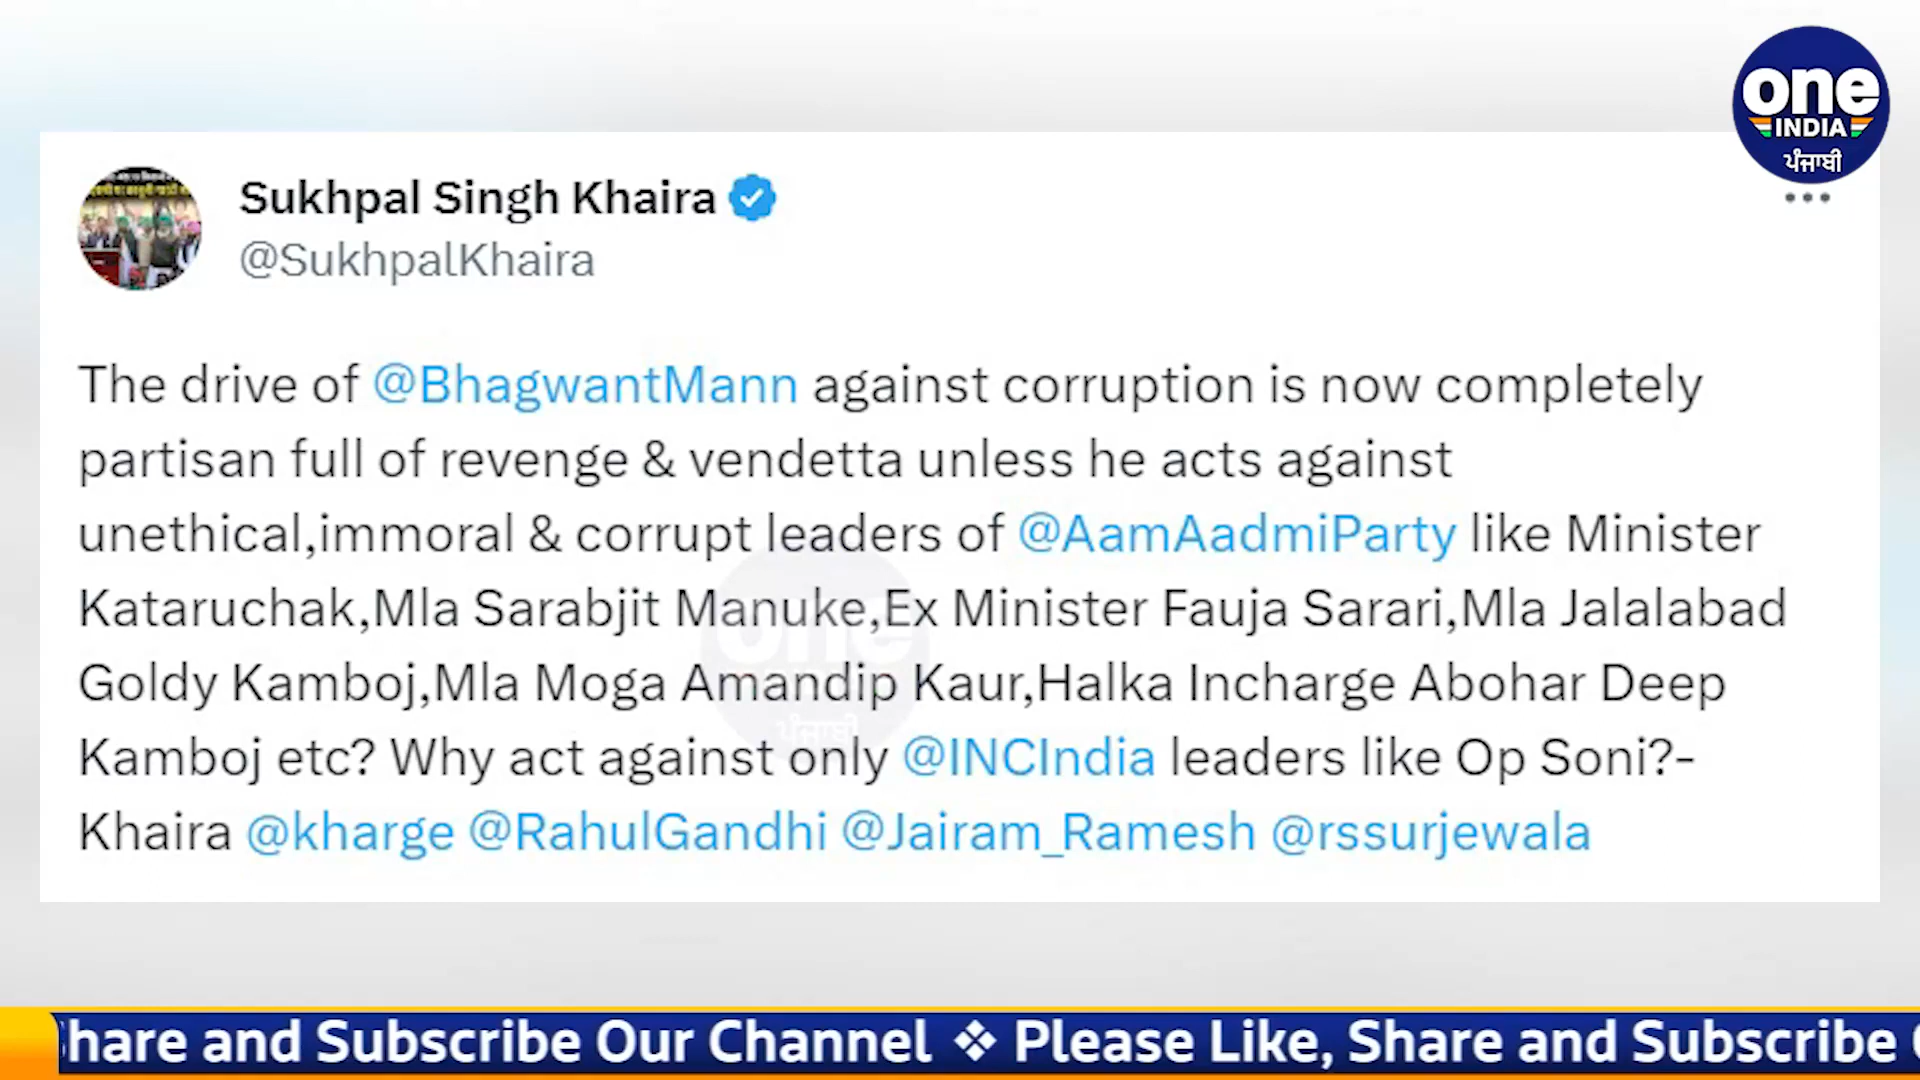 one
INDIA
ਪੰਜਾਬੀ
Sukhpal Singh Khaira
@SukhpalKhaira
The drive of @BhagwantMann against corruption is now completely
partisan full of revenge & vendetta unless he acts against
unethical,immoral & corrupt leaders of @AamAadmiParty like Minister
Kataruchak,Mla Sarabjit Manuke,Ex Minister Fauja Sarari,Mla Jalalabad
Goldy Kamboj,Mla Moga Amandip Kaur,Halka Incharge Abohar Deep
Kamboj etc? Why act against only @INCIndia leaders like Op Soni?-
Khaira @kharge @RahulGandhi @Jairam_Ramesh @rssurjewala
one
ਪੰਜਾਬੀ
hare and Subscribe Our Channel ❖ Please Like, Share and Subscribe